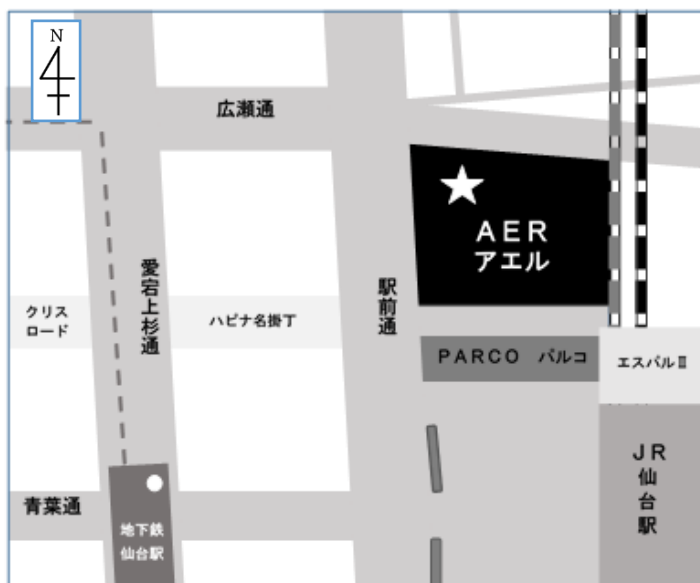 N
広瀬通
AER
アエル
愛宕上杉通
駅前通
クリス
ロード
ハピナ名掛丁
PARCO パルコ
エスパルⅡ
JR
仙台駅
青葉通
地下鉄
仙台駅